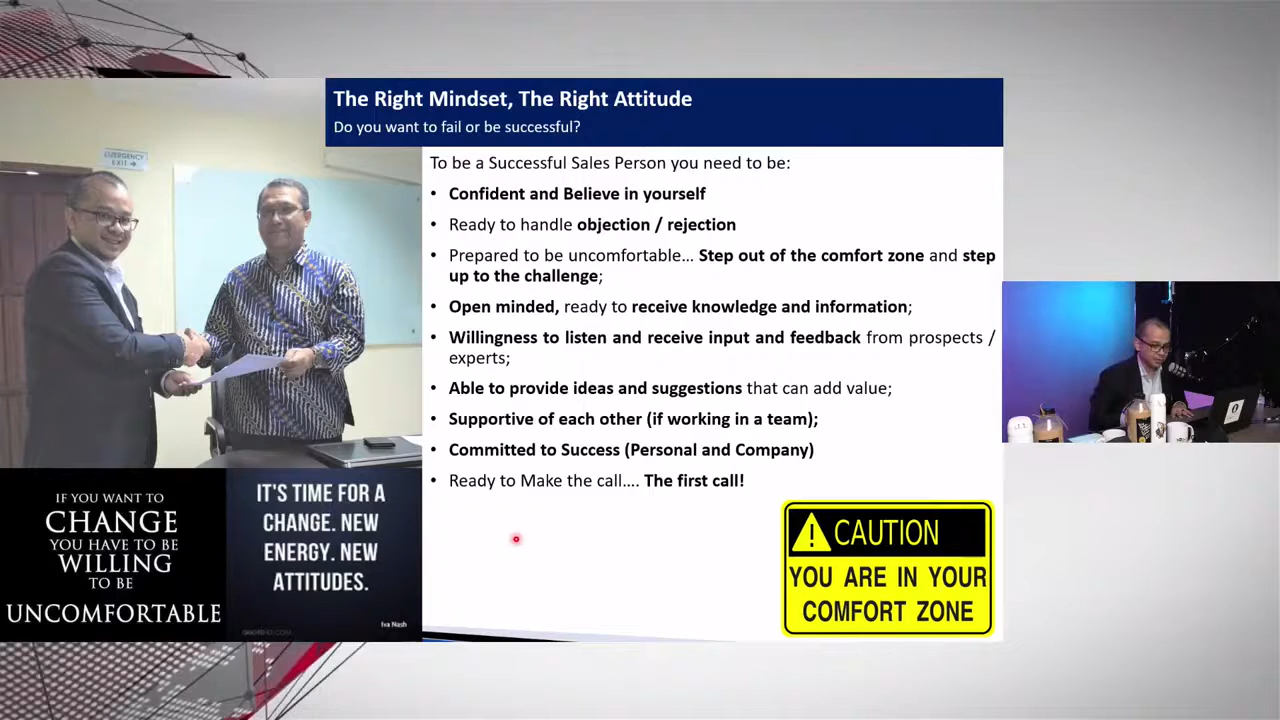 The Right Mindset, The Right Attitude
Do you want to fail or be successful?
EMERGENCY
EXIT →
To be a Successful Sales Person you need to be:
• Confident and Believe in yourself
• Ready to handle objection / rejection
• Prepared to be uncomfortable... Step out of the comfort zone and step
up to the challenge;
• Open minded, ready to receive knowledge and information;
• Willingness to listen and receive input and feedback from prospects /
experts;
• Able to provide ideas and suggestions that can add value;
• Supportive of each other (if working in a team);
• Committed to Success (Personal and Company)
• Ready to Make the call.... The first call!
IF YOU WANT TO
CHANGE
YOU HAVE TO BE
WILLING
TO BE
UNCOMFORTABLE
IT'S TIME FOR A
CHANGE. NEW
ENERGY. NEW
ATTITUDES.
Iva Nash
CAUTION
YOU ARE IN YOUR
COMFORT ZONE